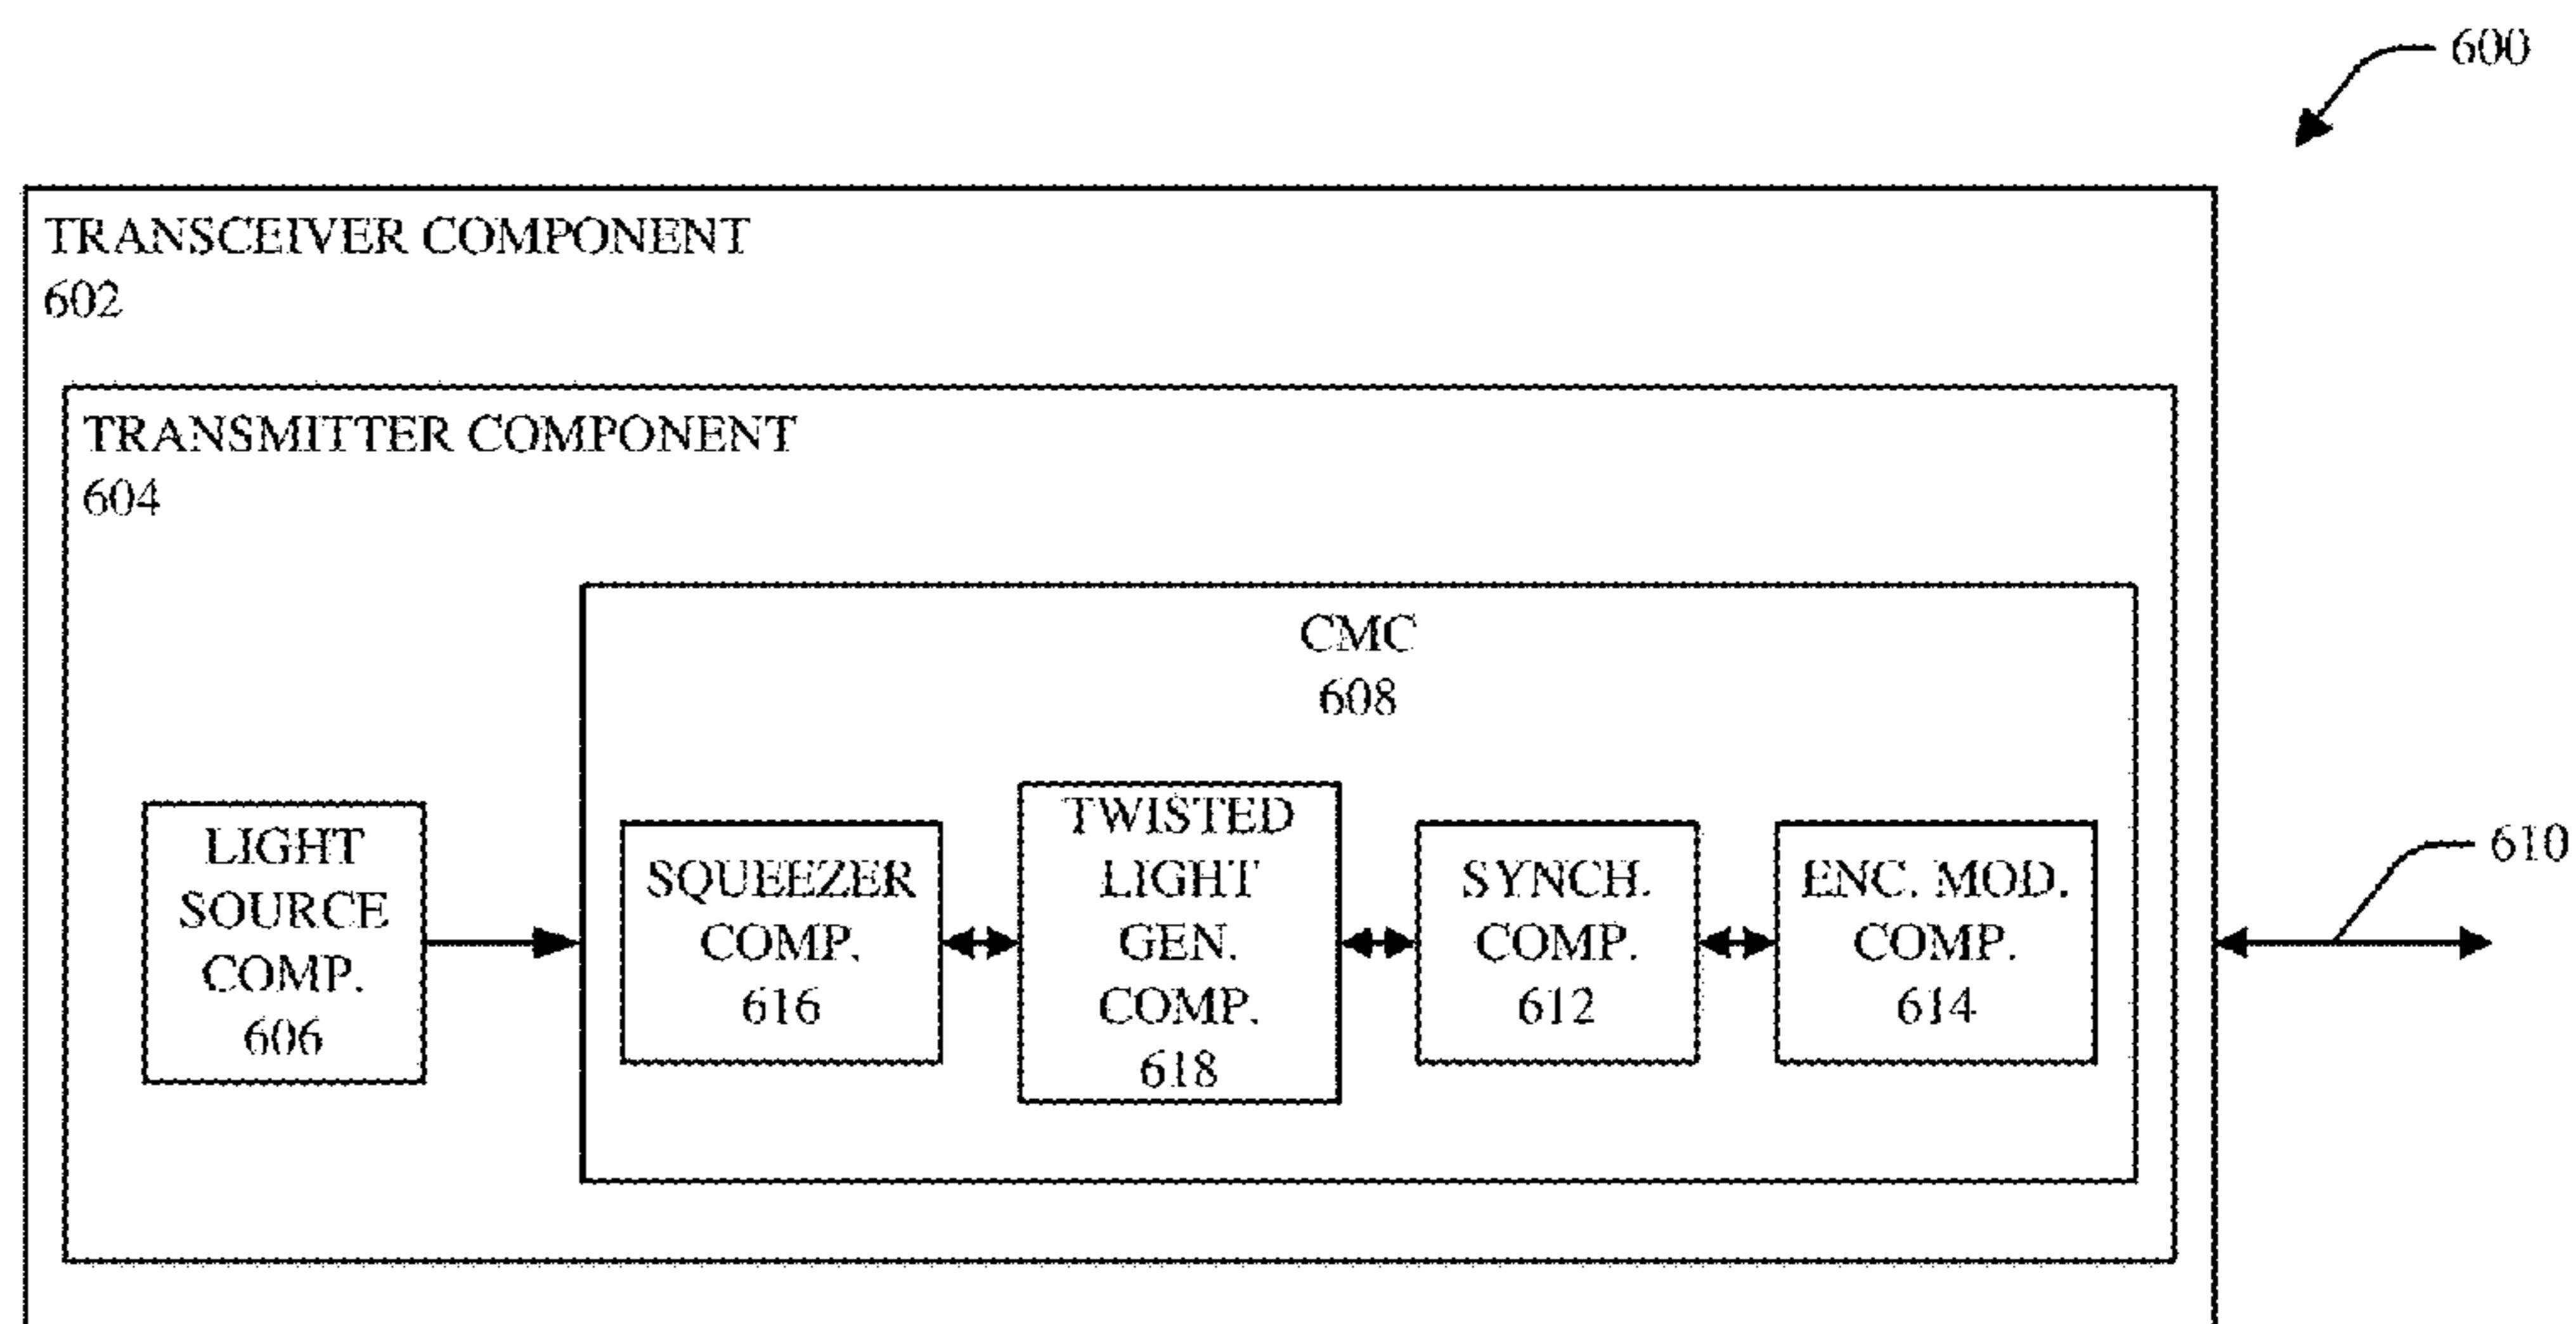 600
TRANSCEIVER COMPONENT
602
TRANSMITTER COMPONENT
604
CMC
608
LIGHT
SOURCE
COMP.
606
SQUEEZER
COMP.
616
TWISTED
LIGHT
GEN.
COMP.
618
SYNCH.
COMP.
612
ENC. MOD.
COMP.
614
610